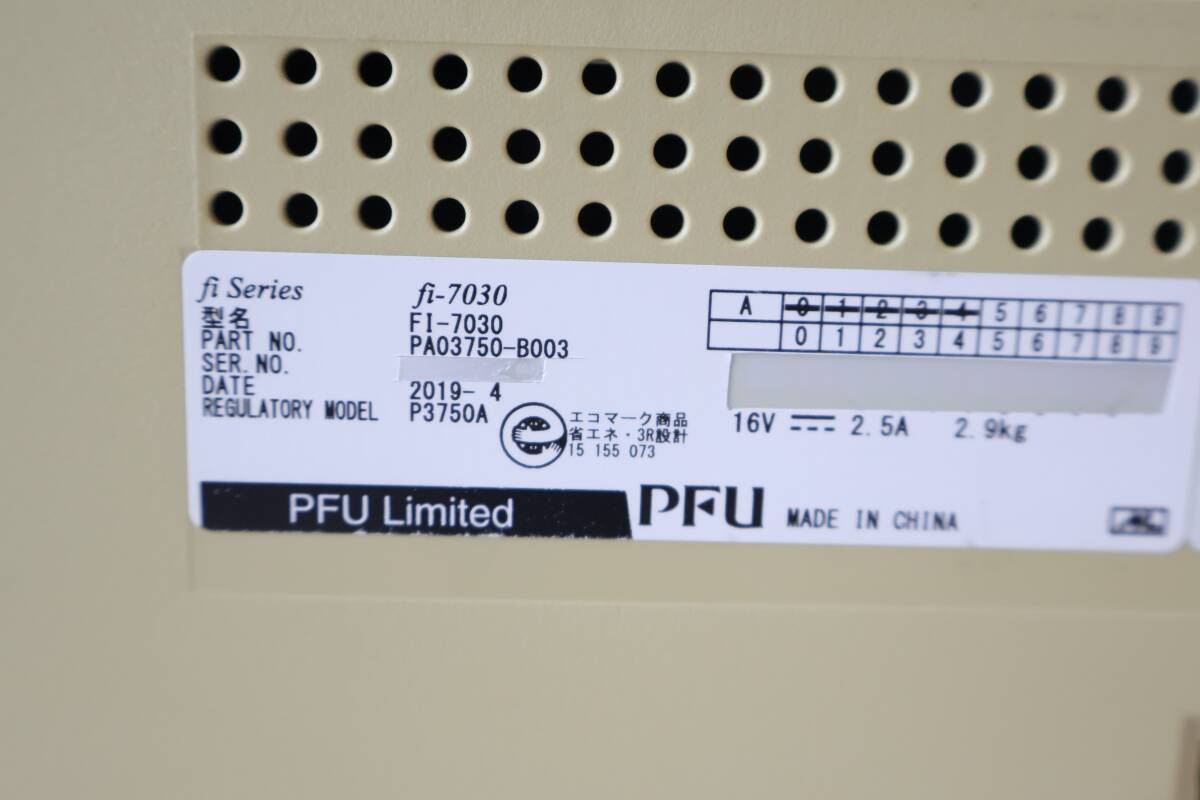 fi Series fi-7030
型名 FI-7030
PART NO. PA03750-B003
SER.NO.
DATE 2019- 4
REGULATORY MODEL P3750A
エコマーク商品
省エネ・3R設計
15 155 073
A 0 1 2 3 4 5 6 7 8 9
0 1 2 3 4 5 6 7 8 9
16V 2.5A 2.9kg
PFU Limited
PFU MADE IN CHINA